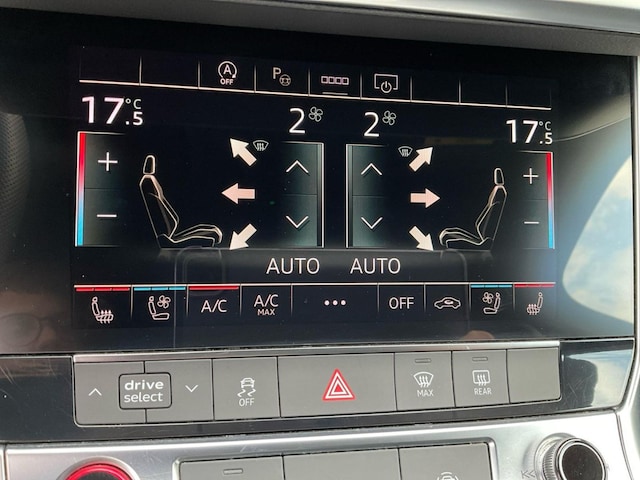 A OFF
P
17.5 °C 2 2 17.5 °C
+ +
− −
AUTO AUTO
A/C A/C MAX ... OFF
drive select OFF MAX REAR